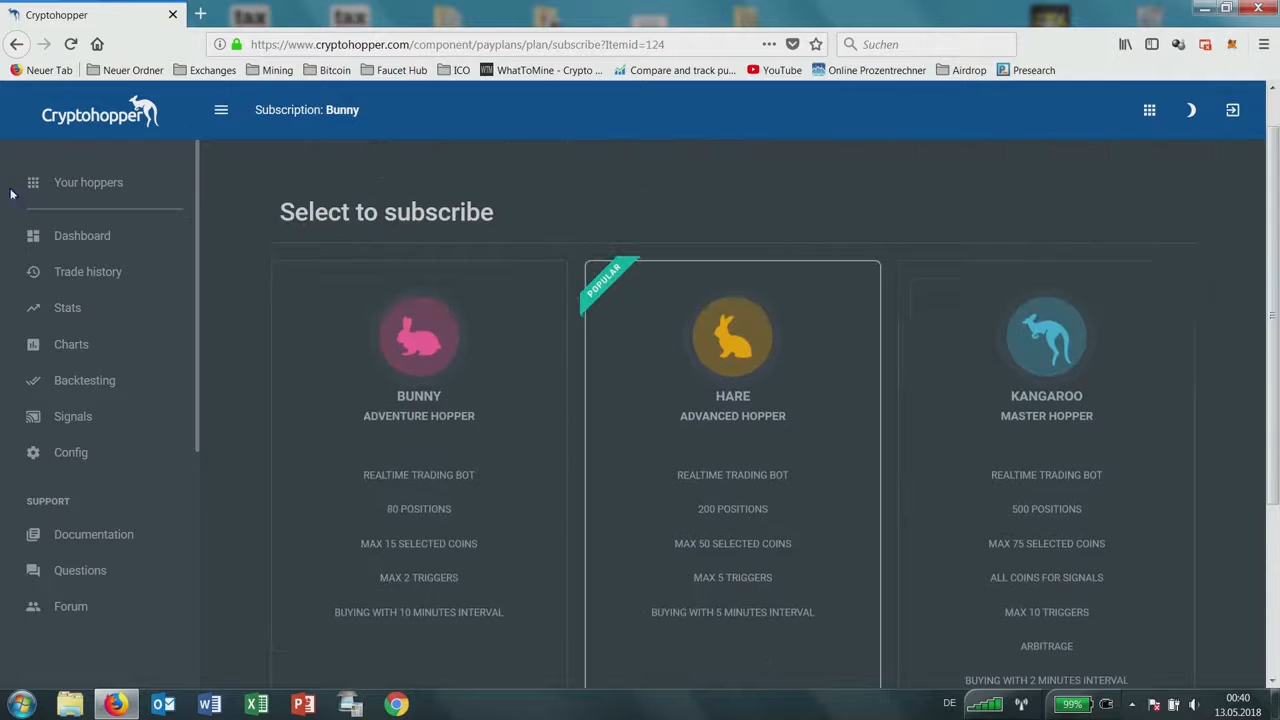 tax
tax
Cryptohopper
https://www.cryptohopper.com/component/payplans/plan/subscribe?Itemid=124
Suchen
Neuer Tab
Neuer Ordner
Exchanges
Mining
Bitcoin
Faucet Hub
ICO
WhatToMine - Crypto ...
Compare and track pu...
YouTube
Online Prozentrechner
Airdrop
Presearch
Cryptohopper
Subscription: Bunny
Your hoppers
Dashboard
Trade history
Stats
Charts
Backtesting
Signals
Config
SUPPORT
Documentation
Questions
Forum
Select to subscribe
BUNNY
ADVENTURE HOPPER
REALTIME TRADING BOT
80 POSITIONS
MAX 15 SELECTED COINS
MAX 2 TRIGGERS
BUYING WITH 10 MINUTES INTERVAL
POPULAR
HARE
ADVANCED HOPPER
REALTIME TRADING BOT
200 POSITIONS
MAX 50 SELECTED COINS
MAX 5 TRIGGERS
BUYING WITH 5 MINUTES INTERVAL
KANGAROO
MASTER HOPPER
REALTIME TRADING BOT
500 POSITIONS
MAX 75 SELECTED COINS
ALL COINS FOR SIGNALS
MAX 10 TRIGGERS
ARBITRAGE
BUYING WITH 2 MINUTES INTERVAL
DE
99%
00:40
13.05.2018